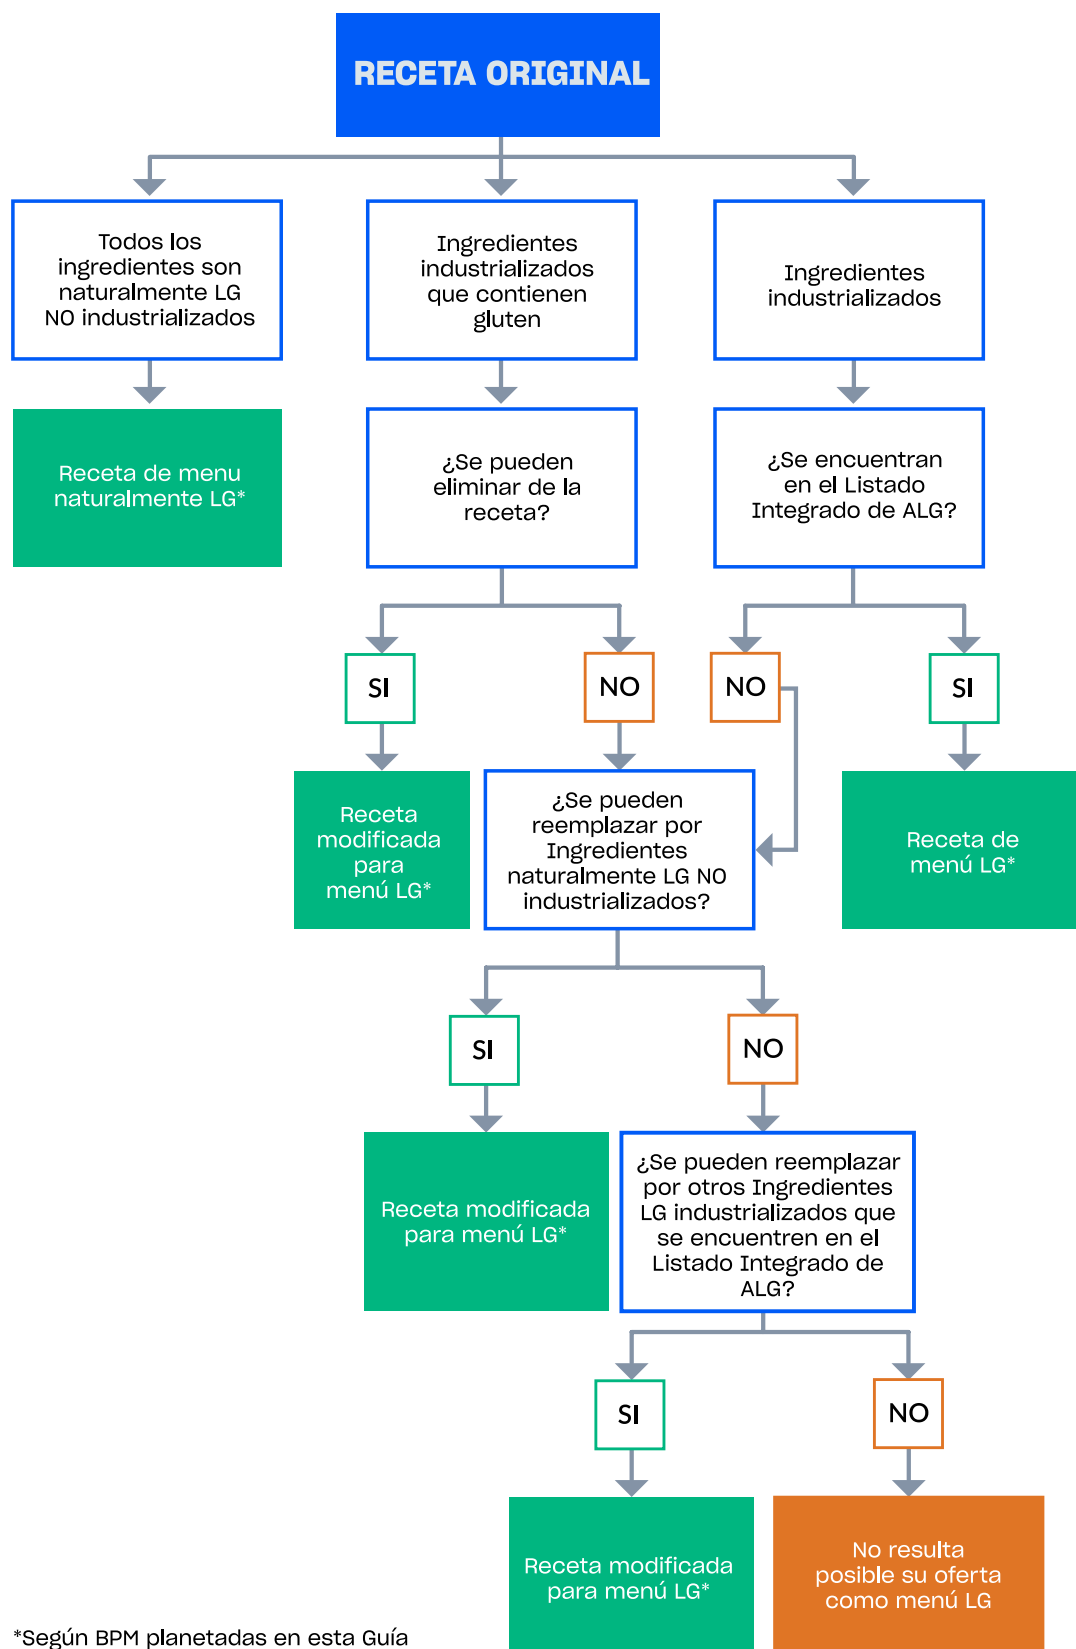 RECETA ORIGINAL
Todos los
ingredientes son
naturalmente LG
NO industrializados
Ingredientes
industrializados
que contienen
gluten
Ingredientes
industrializados
Receta de menu
naturalmente LG*
¿Se pueden
eliminar de la
receta?
¿Se encuentran
en el Listado
Integrado de ALG?
SI
NO
NO
SI
Receta
modificada
para
menú LG*
¿Se pueden
reemplazar por
Ingredientes
naturalmente LG NO
industrializados?
Receta de
menú LG*
SI
NO
Receta modificada
para menú LG*
¿Se pueden reemplazar
por otros Ingredientes
LG industrializados que
se encuentren en el
Listado Integrado de
ALG?
SI
NO
Receta modificada
para menú LG*
No resulta
posible su oferta
como menú LG
*Según BPM planetadas en esta Guía